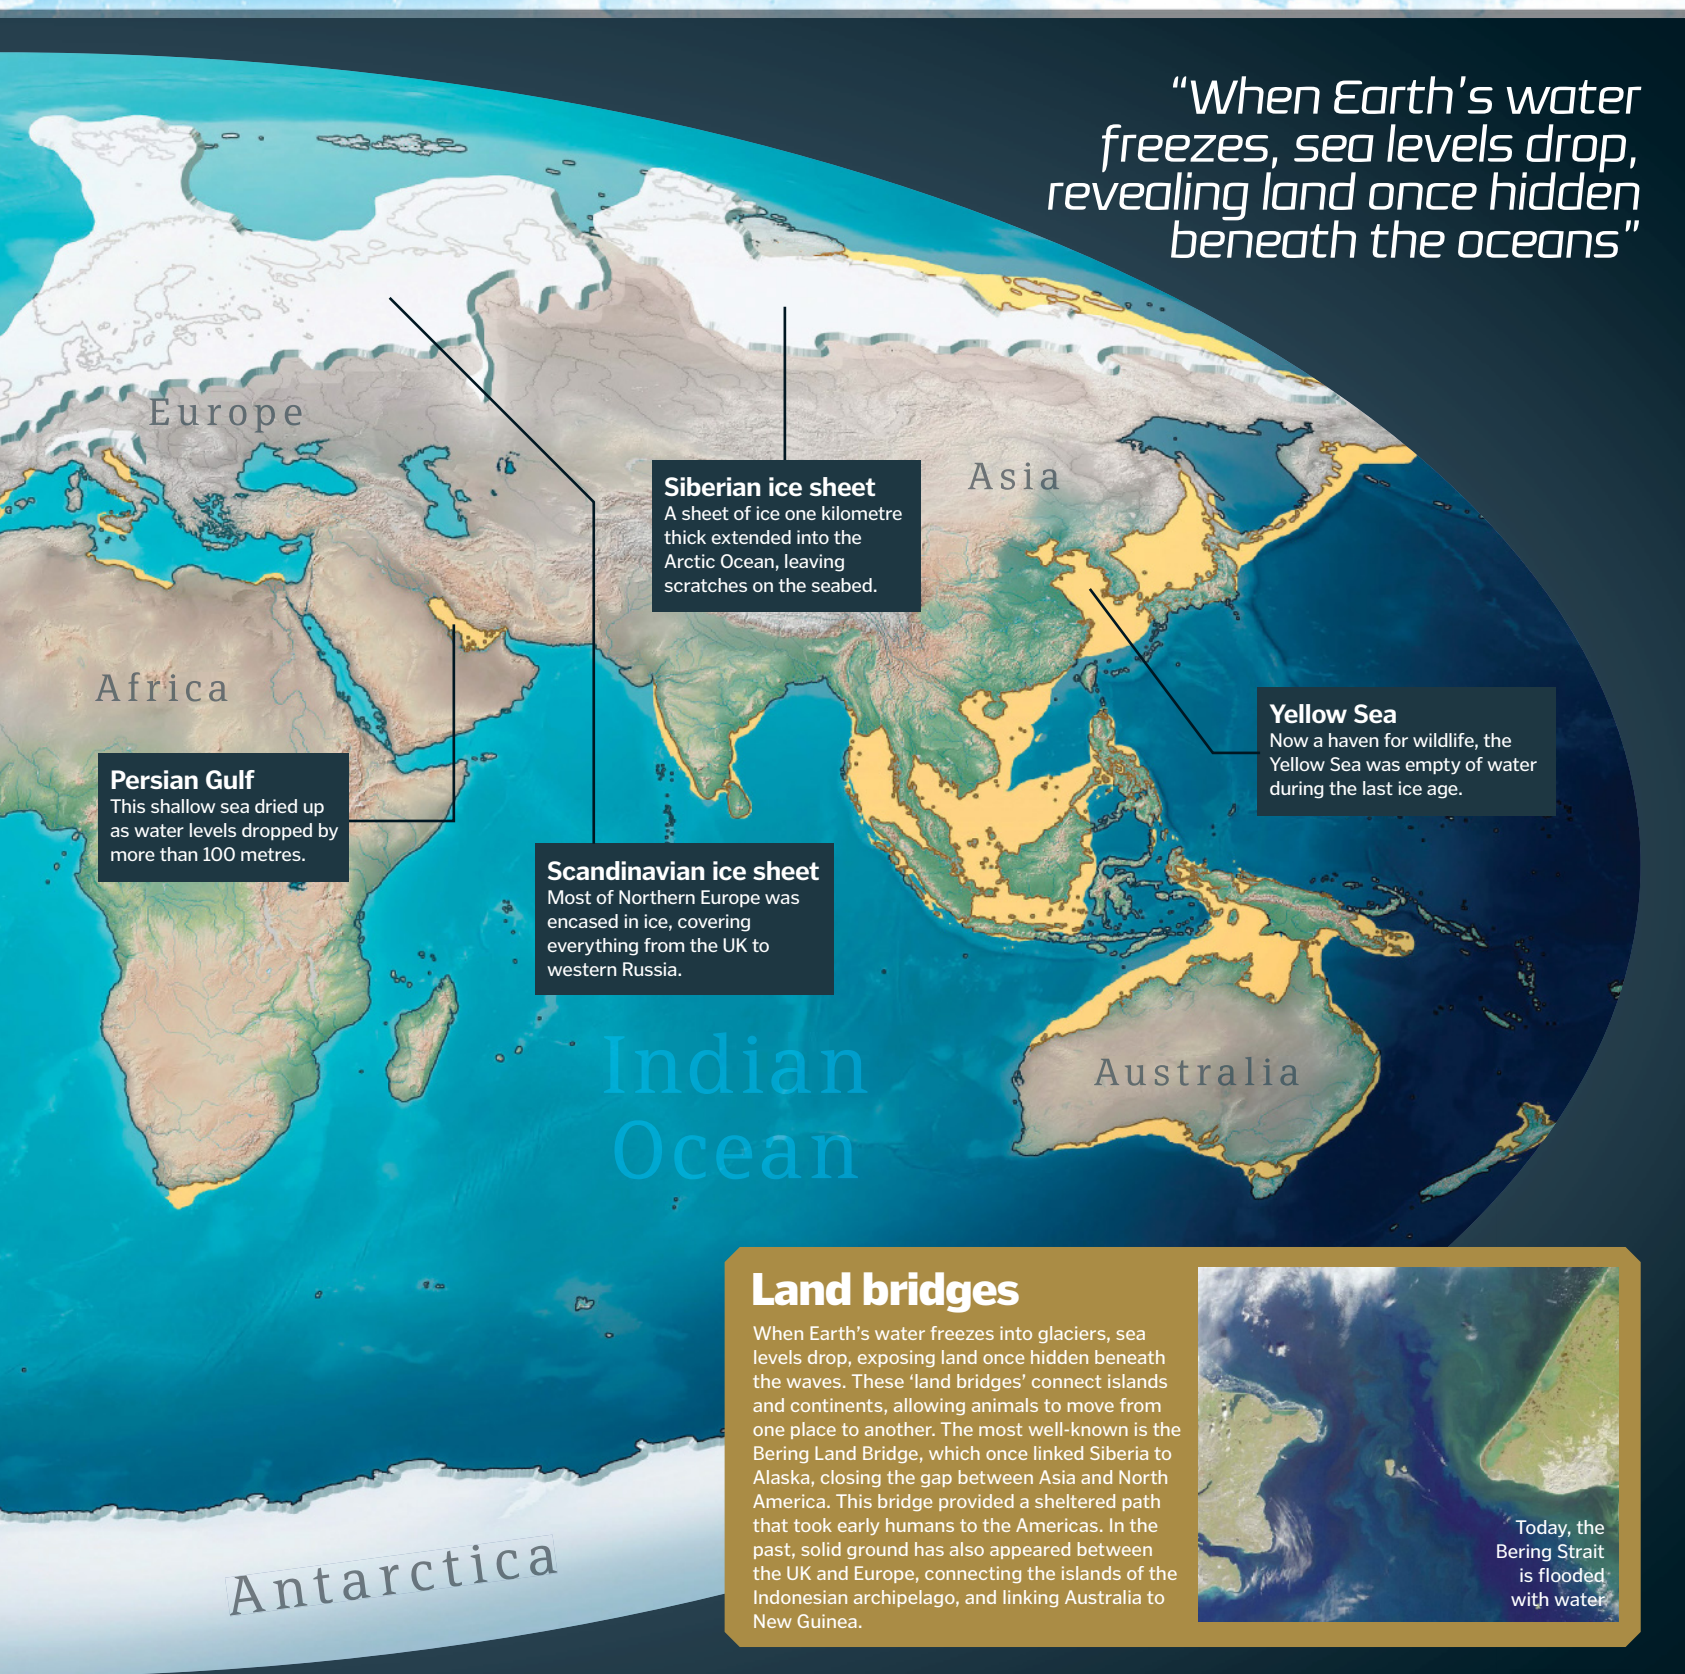 “When Earth’s water
freezes, sea levels drop,
revealing land once hidden
beneath the oceans”
Europe
Asia
Siberian ice sheet
A sheet of ice one kilometre
thick extended into the
Arctic Ocean, leaving
scratches on the seabed.
Africa
Yellow Sea
Now a haven for wildlife, the
Yellow Sea was empty of water
during the last ice age.
Persian Gulf
This shallow sea dried up
as water levels dropped by
more than 100 metres.
Scandinavian ice sheet
Most of Northern Europe was
encased in ice, covering
everything from the UK to
western Russia.
Indian
Ocean
Australia
Antarctica
Land bridges
When Earth’s water freezes into glaciers, sea
levels drop, exposing land once hidden beneath
the waves. These ‘land bridges’ connect islands
and continents, allowing animals to move from
one place to another. The most well-known is the
Bering Land Bridge, which once linked Siberia to
Alaska, closing the gap between Asia and North
America. This bridge provided a sheltered path
that took early humans to the Americas. In the
past, solid ground has also appeared between
the UK and Europe, connecting the islands of the
Indonesian archipelago, and linking Australia to
New Guinea.
Today, the
Bering Strait
is flooded
with water